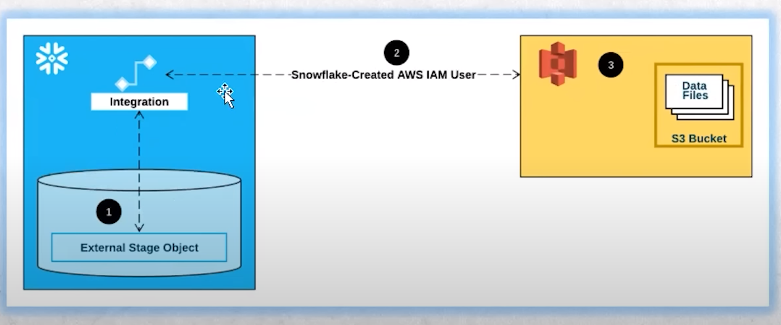 2
Snowflake-Created AWS IAM User
3
Integration
Data
Files
S3 Bucket
1
External Stage Object